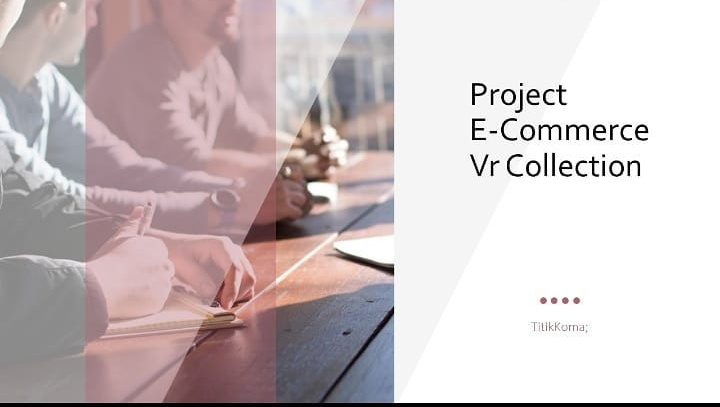 Project
E-Commerce
Vr Collection
TitikKoma;